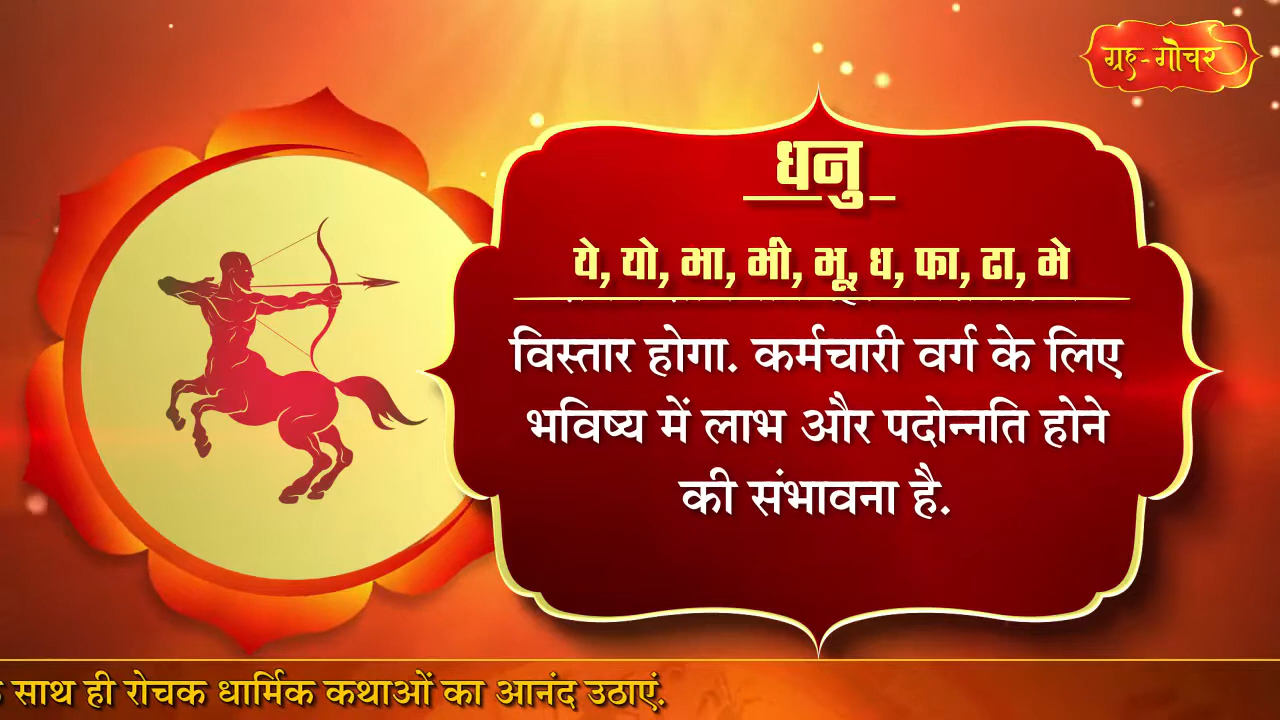 ग्रह-गोचर
धनु
ये, यो, भा, भी, भू, ध, फा, ढा, भे
विस्तार होगा. कर्मचारी वर्ग के लिए
भविष्य में लाभ और पदोन्नति होने
की संभावना है.
साथ ही रोचक धार्मिक कथाओं का आनंद उठाएं.